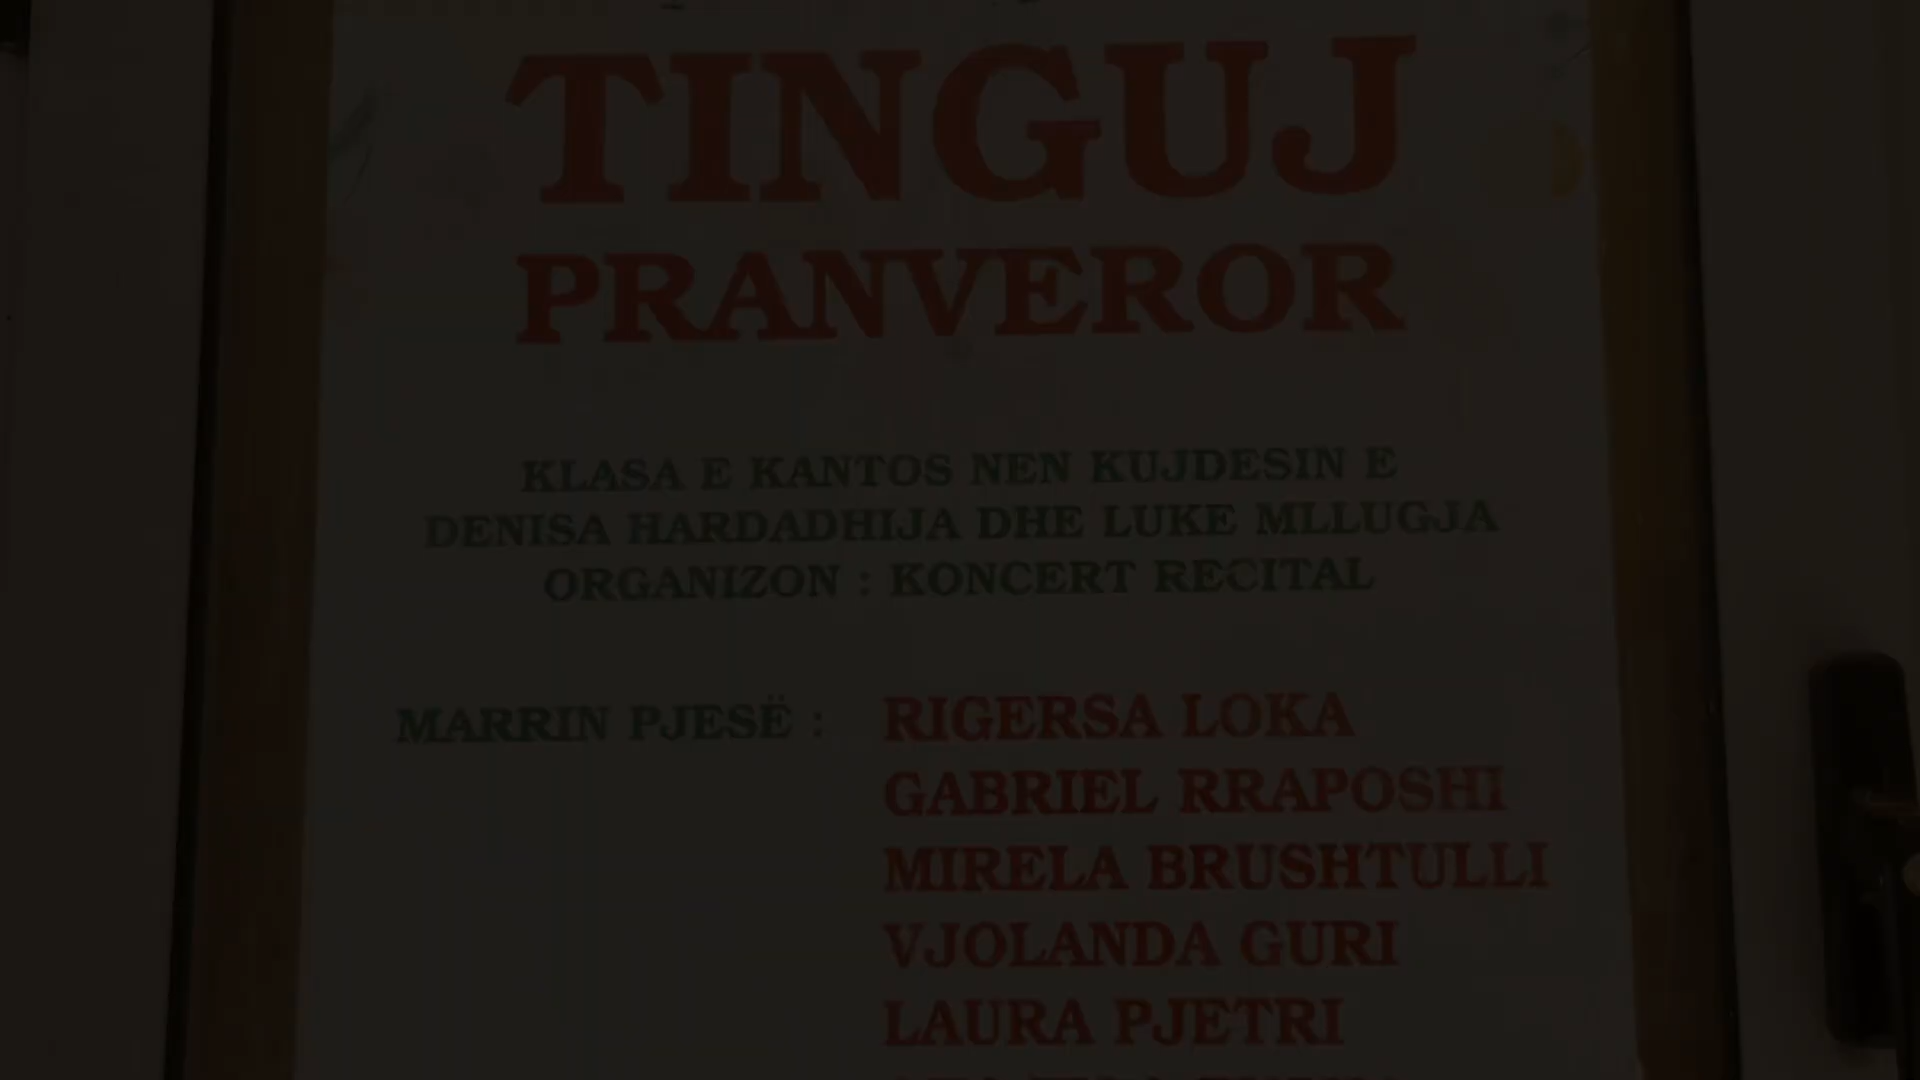 TINGUJ
PRANVEROR
KLASA E KANTOS NEN KUJDESIN E
DENISA HARDADHIJA DHE LUKE MLLUGJA
ORGANIZON : KONCERT RECITAL
MARRIN PJESË : RIGERSA LOKA
GABRIEL RRAPOSHI
MIRELA BRUSHTULLI
VJOLANDA GURI
LAURA PJETRI